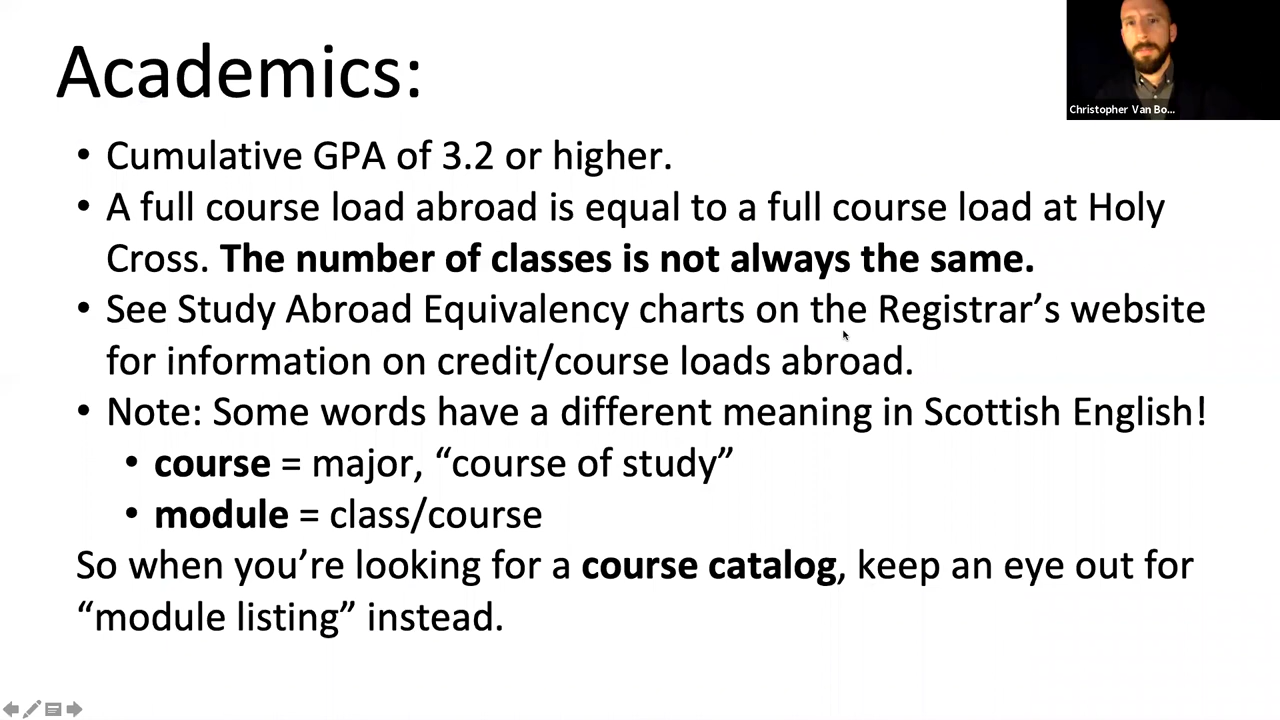 Academics:
Christopher Van Bo...
• Cumulative GPA of 3.2 or higher.
• A full course load abroad is equal to a full course load at Holy
Cross. The number of classes is not always the same.
• See Study Abroad Equivalency charts on the Registrar’s website
for information on credit/course loads abroad.
• Note: Some words have a different meaning in Scottish English!
• course = major, “course of study”
• module = class/course
So when you’re looking for a course catalog, keep an eye out for
“module listing” instead.